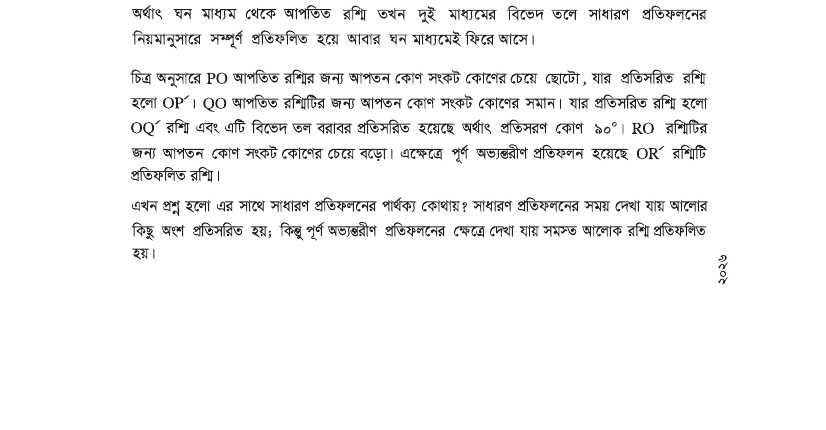 অর্থাৎ ঘন মাধ্যম থেকে আপতিত রশ্মি তখন দুই মাধ্যমের বিভেদ তলে সাধারণ প্রতিফলনের
নিয়মানুসারে সম্পূর্ণ প্রতিফলিত হয়ে আবার ঘন মাধ্যমেই ফিরে আসে।
চিত্র অনুসারে PO আপতিত রশ্মির জন্য আপতন কোণ সংকট কোণের চেয়ে ছোটো, যার প্রতিসরিত রশ্মি
হলো OP´। QO আপতিত রশ্মিটির জন্য আপতন কোণ সংকট কোণের সমান। যার প্রতিসরিত রশ্মি হলো
OQ´ রশ্মি এবং এটি বিভেদ তল বরাবর প্রতিসরিত হয়েছে অর্থাৎ প্রতিসরণ কোণ ৯০°। RO রশ্মিটির
জন্য আপতন কোণ সংকট কোণের চেয়ে বড়ো। এক্ষেত্রে পূর্ণ অভ্যন্তরীণ প্রতিফলন হয়েছে OR´ রশ্মিটি
প্রতিফলিত রশ্মি।
এখন প্রশ্ন হলো এর সাথে সাধারণ প্রতিফলনের পার্থক্য কোথায়? সাধারণ প্রতিফলনের সময় দেখা যায় আলোর
কিছু অংশ প্রতিসরিত হয়; কিন্তু পূর্ণ অভ্যন্তরীণ প্রতিফলনের ক্ষেত্রে দেখা যায় সমস্ত আলোক রশ্মি প্রতিফলিত
হয়।
২০২৬